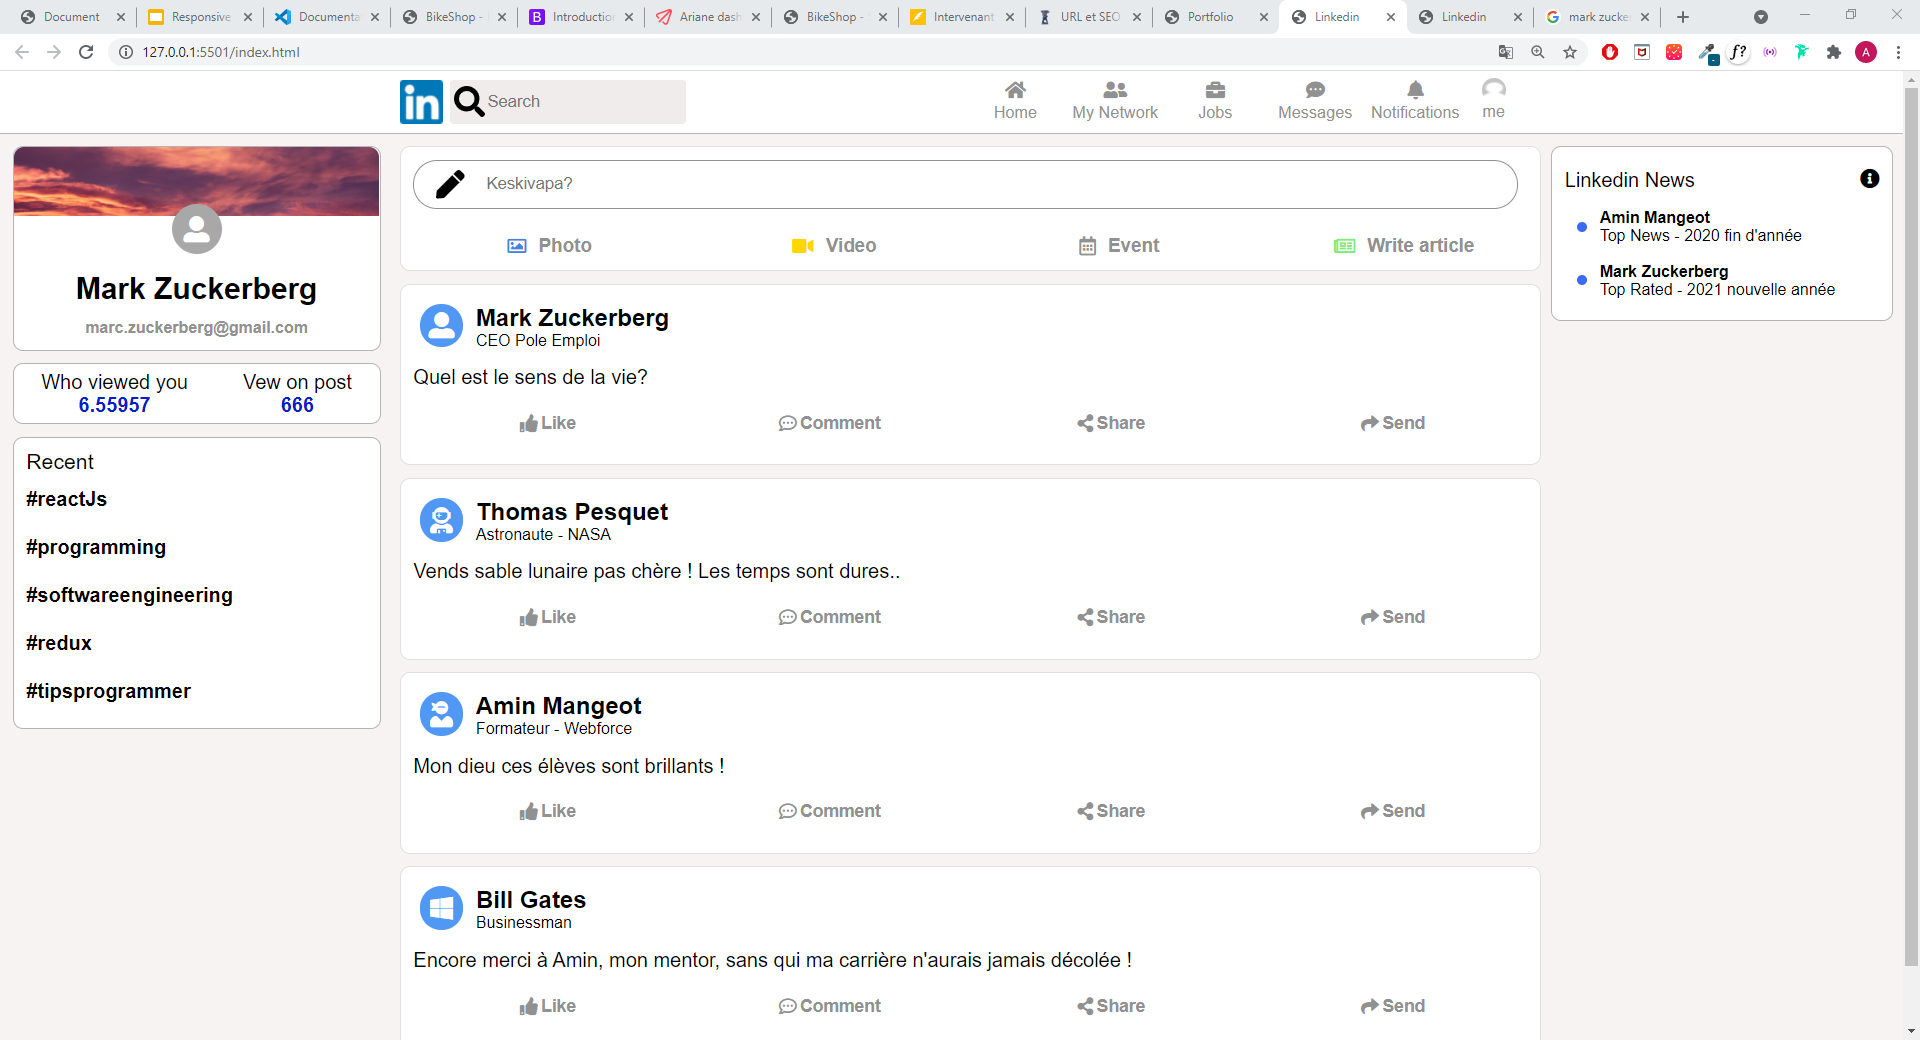 Document
Responsive
Documenta
BikeShop -
Introduction
Ariane dash
BikeShop -
Intervenant
URL et SEO
Portfolio
Linkedin
Linkedin
mark zucke
127.0.0.1:5501/index.html
f?
A
in
Search
Home
My Network
Jobs
Messages
Notifications
me
Mark Zuckerberg
marc.zuckerberg@gmail.com
Who viewed you
6.55957
Vew on post
666
Recent
#reactJs
#programming
#softwareengineering
#redux
#tipsprogrammer
Keskivapa?
Photo
Video
Event
Write article
Mark Zuckerberg
CEO Pole Emploi
Quel est le sens de la vie?
Like
Comment
Share
Send
Thomas Pesquet
Astronaute - NASA
Vends sable lunaire pas chère ! Les temps sont dures..
Like
Comment
Share
Send
Amin Mangeot
Formateur - Webforce
Mon dieu ces élèves sont brillants !
Like
Comment
Share
Send
Bill Gates
Businessman
Encore merci à Amin, mon mentor, sans qui ma carrière n'aurais jamais décolée !
Like
Comment
Share
Send
Linkedin News
Amin Mangeot
Top News - 2020 fin d'année
Mark Zuckerberg
Top Rated - 2021 nouvelle année